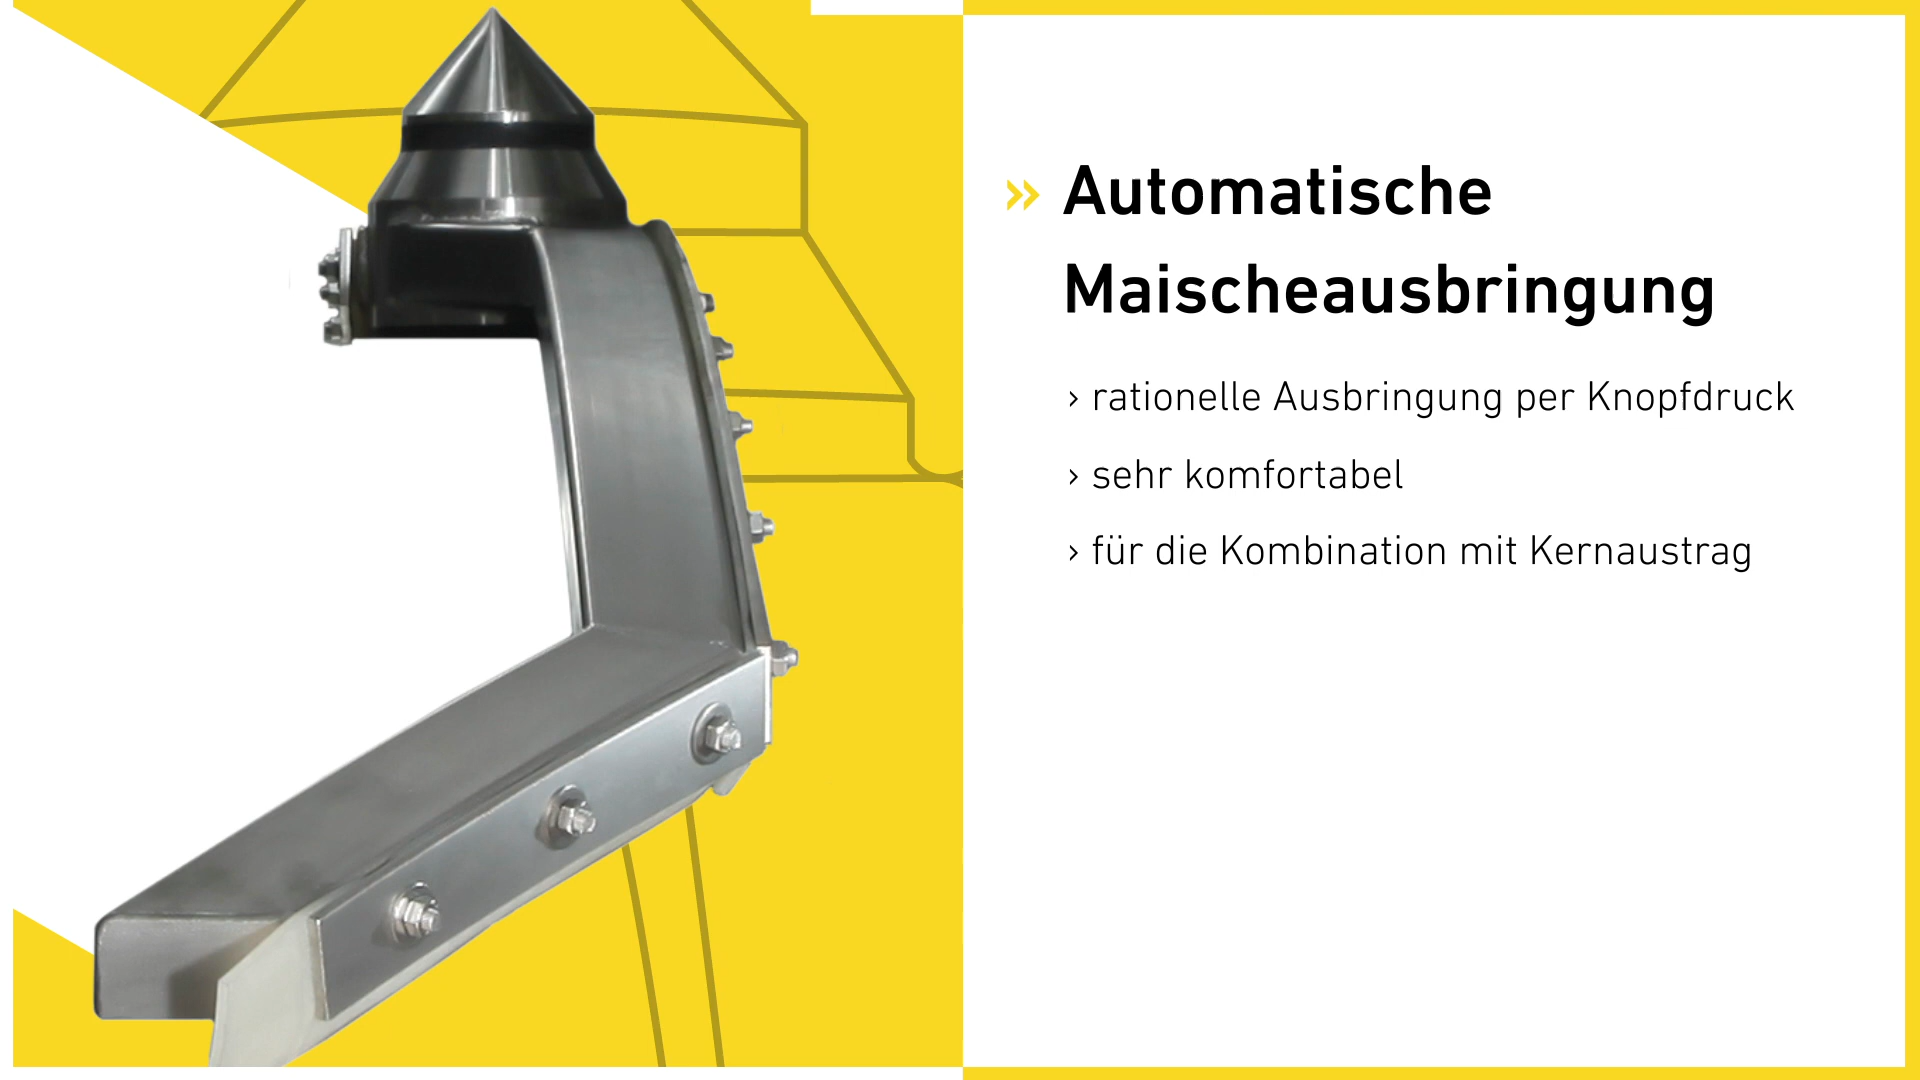 » Automatische
Maischeausbringung
› rationelle Ausbringung per Knopfdruck
› sehr komfortabel
› für die Kombination mit Kernaustrag